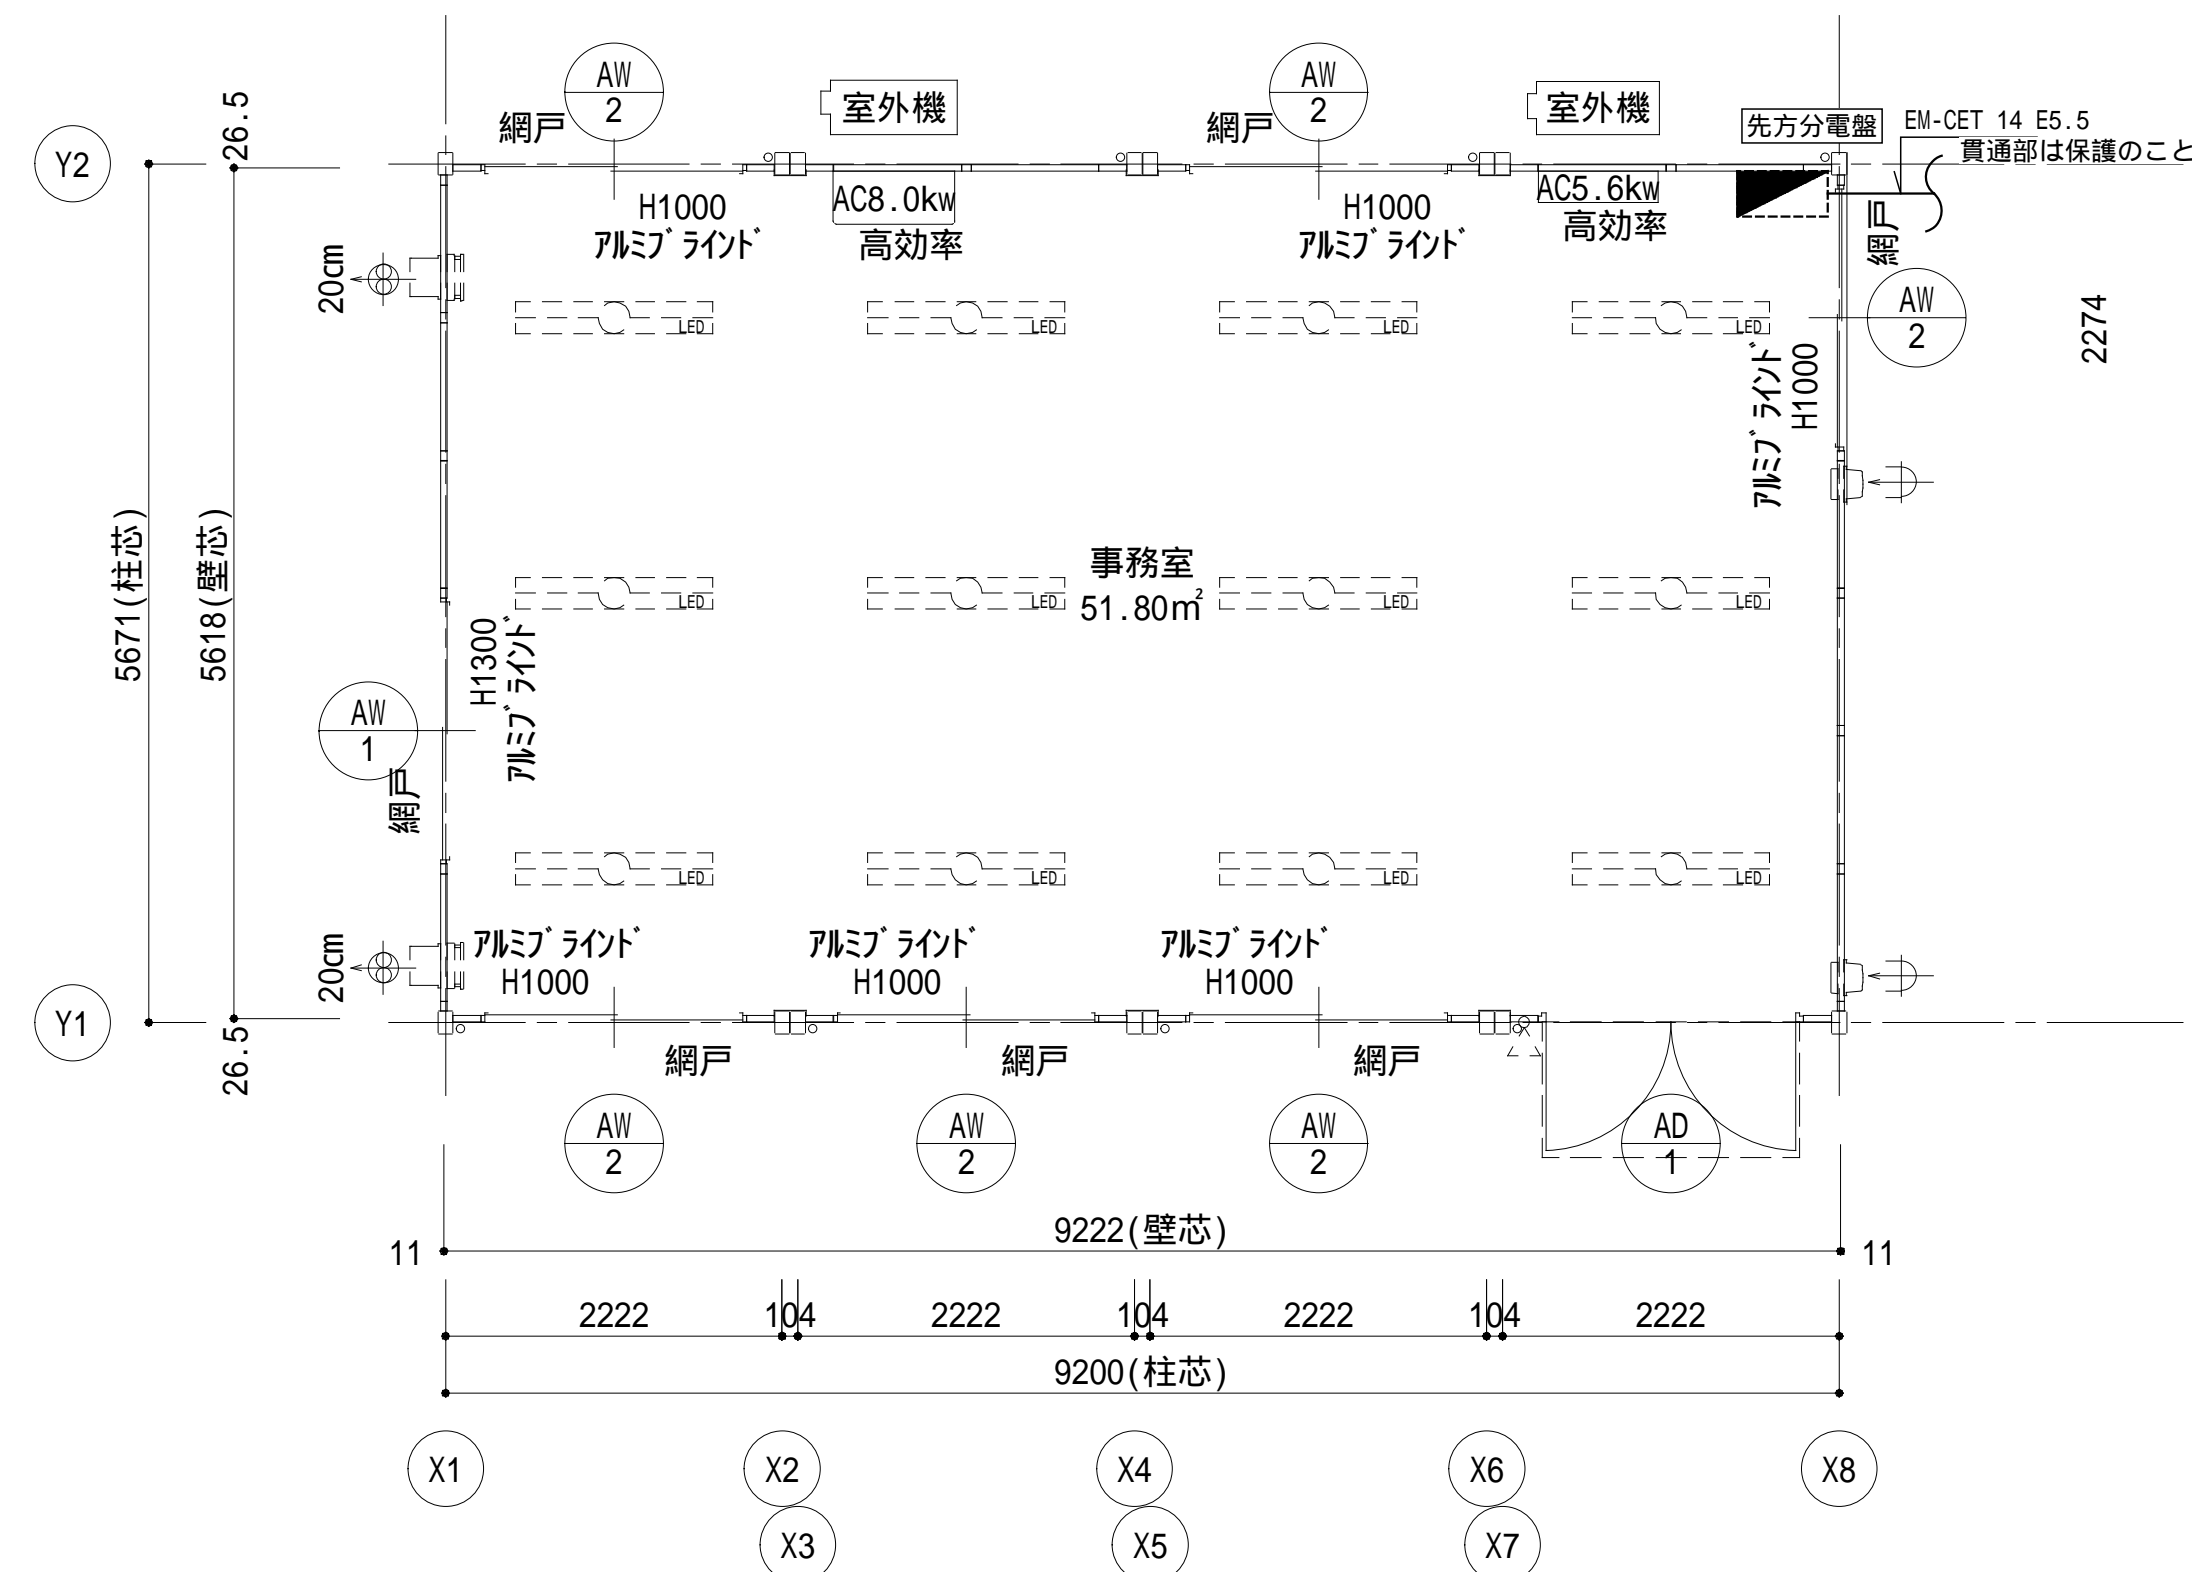 AW
2
室外機
AW
2
室外機
先方分電盤
EM-CET 14 E5.5
貫通部は保護のこと
網戸
網戸
Y2
26.5
H1000
ｱﾙﾐﾌﾞﾗｲﾝﾄﾞ
AC8.0kw
高効率
H1000
ｱﾙﾐﾌﾞﾗｲﾝﾄﾞ
AC5.6kw
高効率
網戸
20cm
LED
LED
LED
LED
AW
2
2274
ｱﾙﾐﾌﾞﾗｲﾝﾄﾞ
H1000
5671(柱芯)
5618(壁芯)
事務室
51.80㎡
LED
LED
LED
LED
H1300
ｱﾙﾐﾌﾞﾗｲﾝﾄﾞ
AW
1
網戸
LED
LED
LED
LED
20cm
ｱﾙﾐﾌﾞﾗｲﾝﾄﾞ
H1000
ｱﾙﾐﾌﾞﾗｲﾝﾄﾞ
H1000
ｱﾙﾐﾌﾞﾗｲﾝﾄﾞ
H1000
Y1
26.5
網戸
網戸
網戸
AW
2
AW
2
AW
2
AD
1
11
9222(壁芯)
11
2222
104
2222
104
2222
104
2222
9200(柱芯)
X1
X2
X4
X6
X8
X3
X5
X7